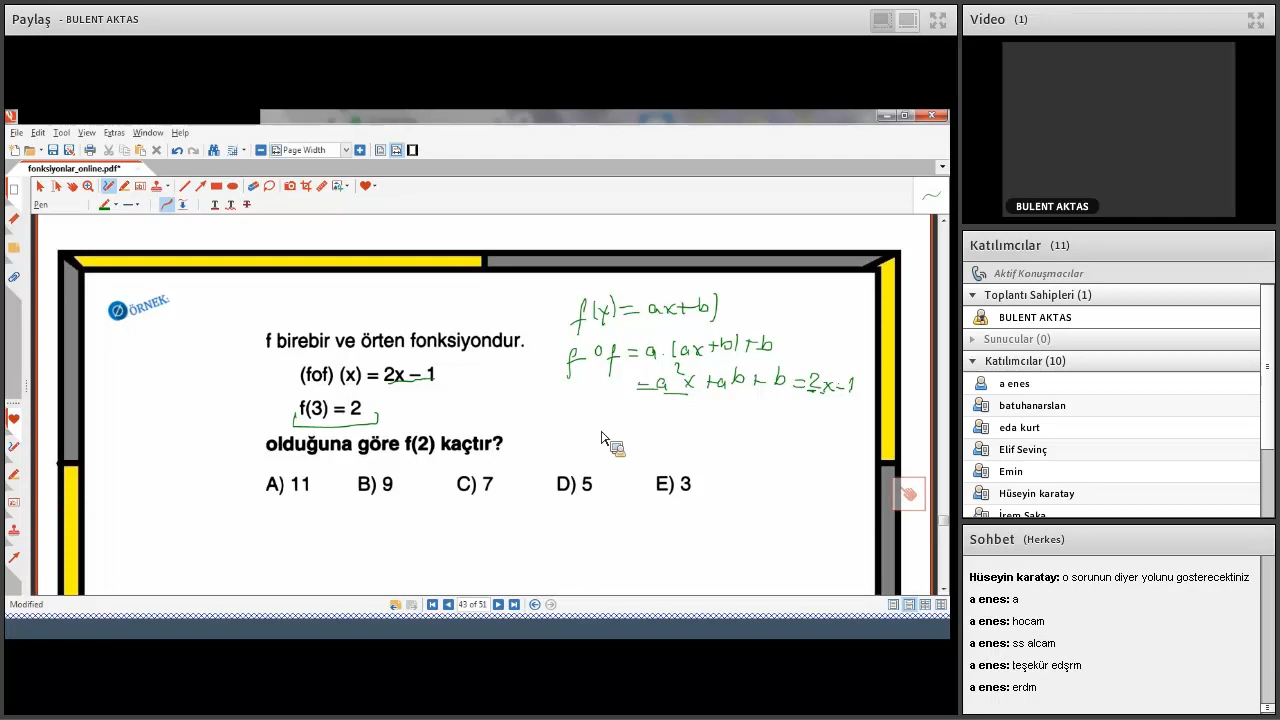 Paylaş - BULENT AKTAS
File Edit Tool View Extras Window Help
Page Width
fonksiyonlar_online.pdf*
Pen
ÖRNEK:
f birebir ve örten fonksiyondur.
(fof) (x) = 2x – 1
f(3) = 2
olduğuna göre f(2) kaçtır?
A) 11 B) 9 C) 7 D) 5 E) 3
f(x) = ax+b)
f o f = a.(ax+b)+b
= a²x + ab + b = 2x-1
Modified
43 of 51
Video (1)
BULENT AKTAS
Katılımcılar (11)
Aktif Konuşmacılar
Toplantı Sahipleri (1)
BULENT AKTAS
Sunucular (0)
Katılımcılar (10)
a enes
batuhanarslan
eda kurt
Elif Sevinç
Emin
Hüseyin karatay
İrem Saka
Sohbet (Herkes)
Hüseyin karatay: o sorunun diyer yolunu gosterecektiniz
a enes: a
a enes: hocam
a enes: ss alcam
a enes: teşekür edşrm
a enes: erdm